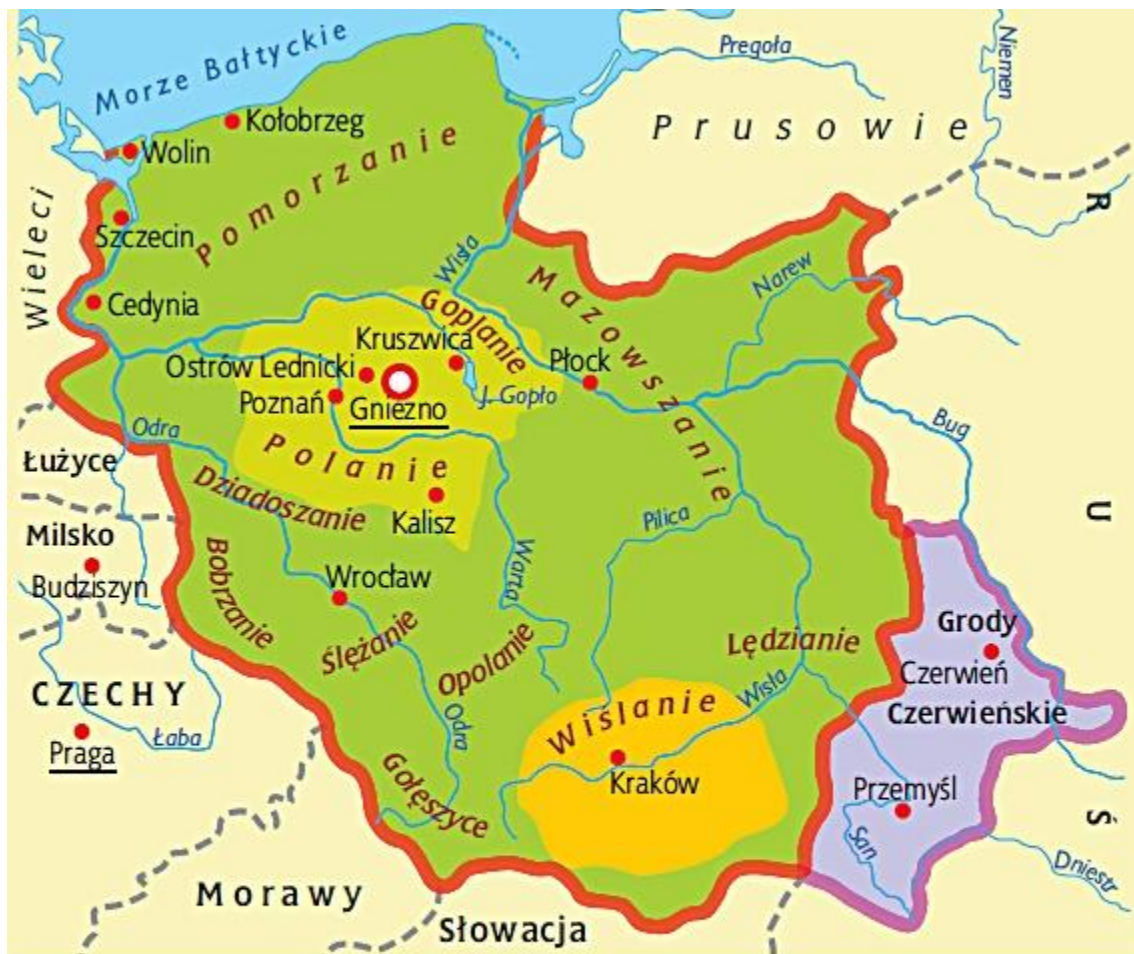 Morze Bałtyckie
Pregoła
Niemen
Kołobrzeg
Prusowie
Wolin
Pomorzanie
Wieleci
R
U
Ś
Szczecin
Wisła
Mazowszanie
Narew
Cedynia
Goplanie
Kruszwica
Ostrów Lednicki
Płock
Poznań
Gniezno
J. Gopło
Odra
Bug
Łużyce
Polanie
Dziadoszanie
Kalisz
Pilica
Milsko
Budziszyn
Bobrzanie
Wrocław
Warta
Ślężanie
Opolanie
Lędzianie
Grody
Czerwień
Czerwieńskie
CZECHY
Praga
Łaba
Odra
Wiślanie
Wisła
Kraków
Gołęszyce
Przemyśl
San
Dniestr
Morawy
Słowacja